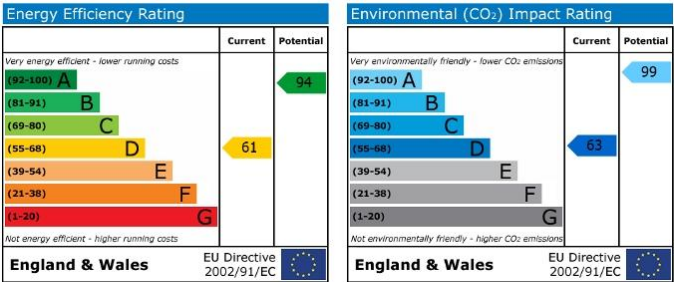 Energy Efficiency Rating
Current Potential
Very energy efficient - lower running costs
(92-100) A
94
(81-91) B
(69-80) C
(55-68) D
61
(39-54) E
(21-38) F
(1-20) G
Not energy efficient - higher running costs
England & Wales
EU Directive
2002/91/EC
Environmental (CO₂) Impact Rating
Current Potential
Very environmentally friendly - lower CO₂ emissions
(92-100) A
99
(81-91) B
(69-80) C
(55-68) D
63
(39-54) E
(21-38) F
(1-20) G
Not environmentally friendly - higher CO₂ emissions
England & Wales
EU Directive
2002/91/EC